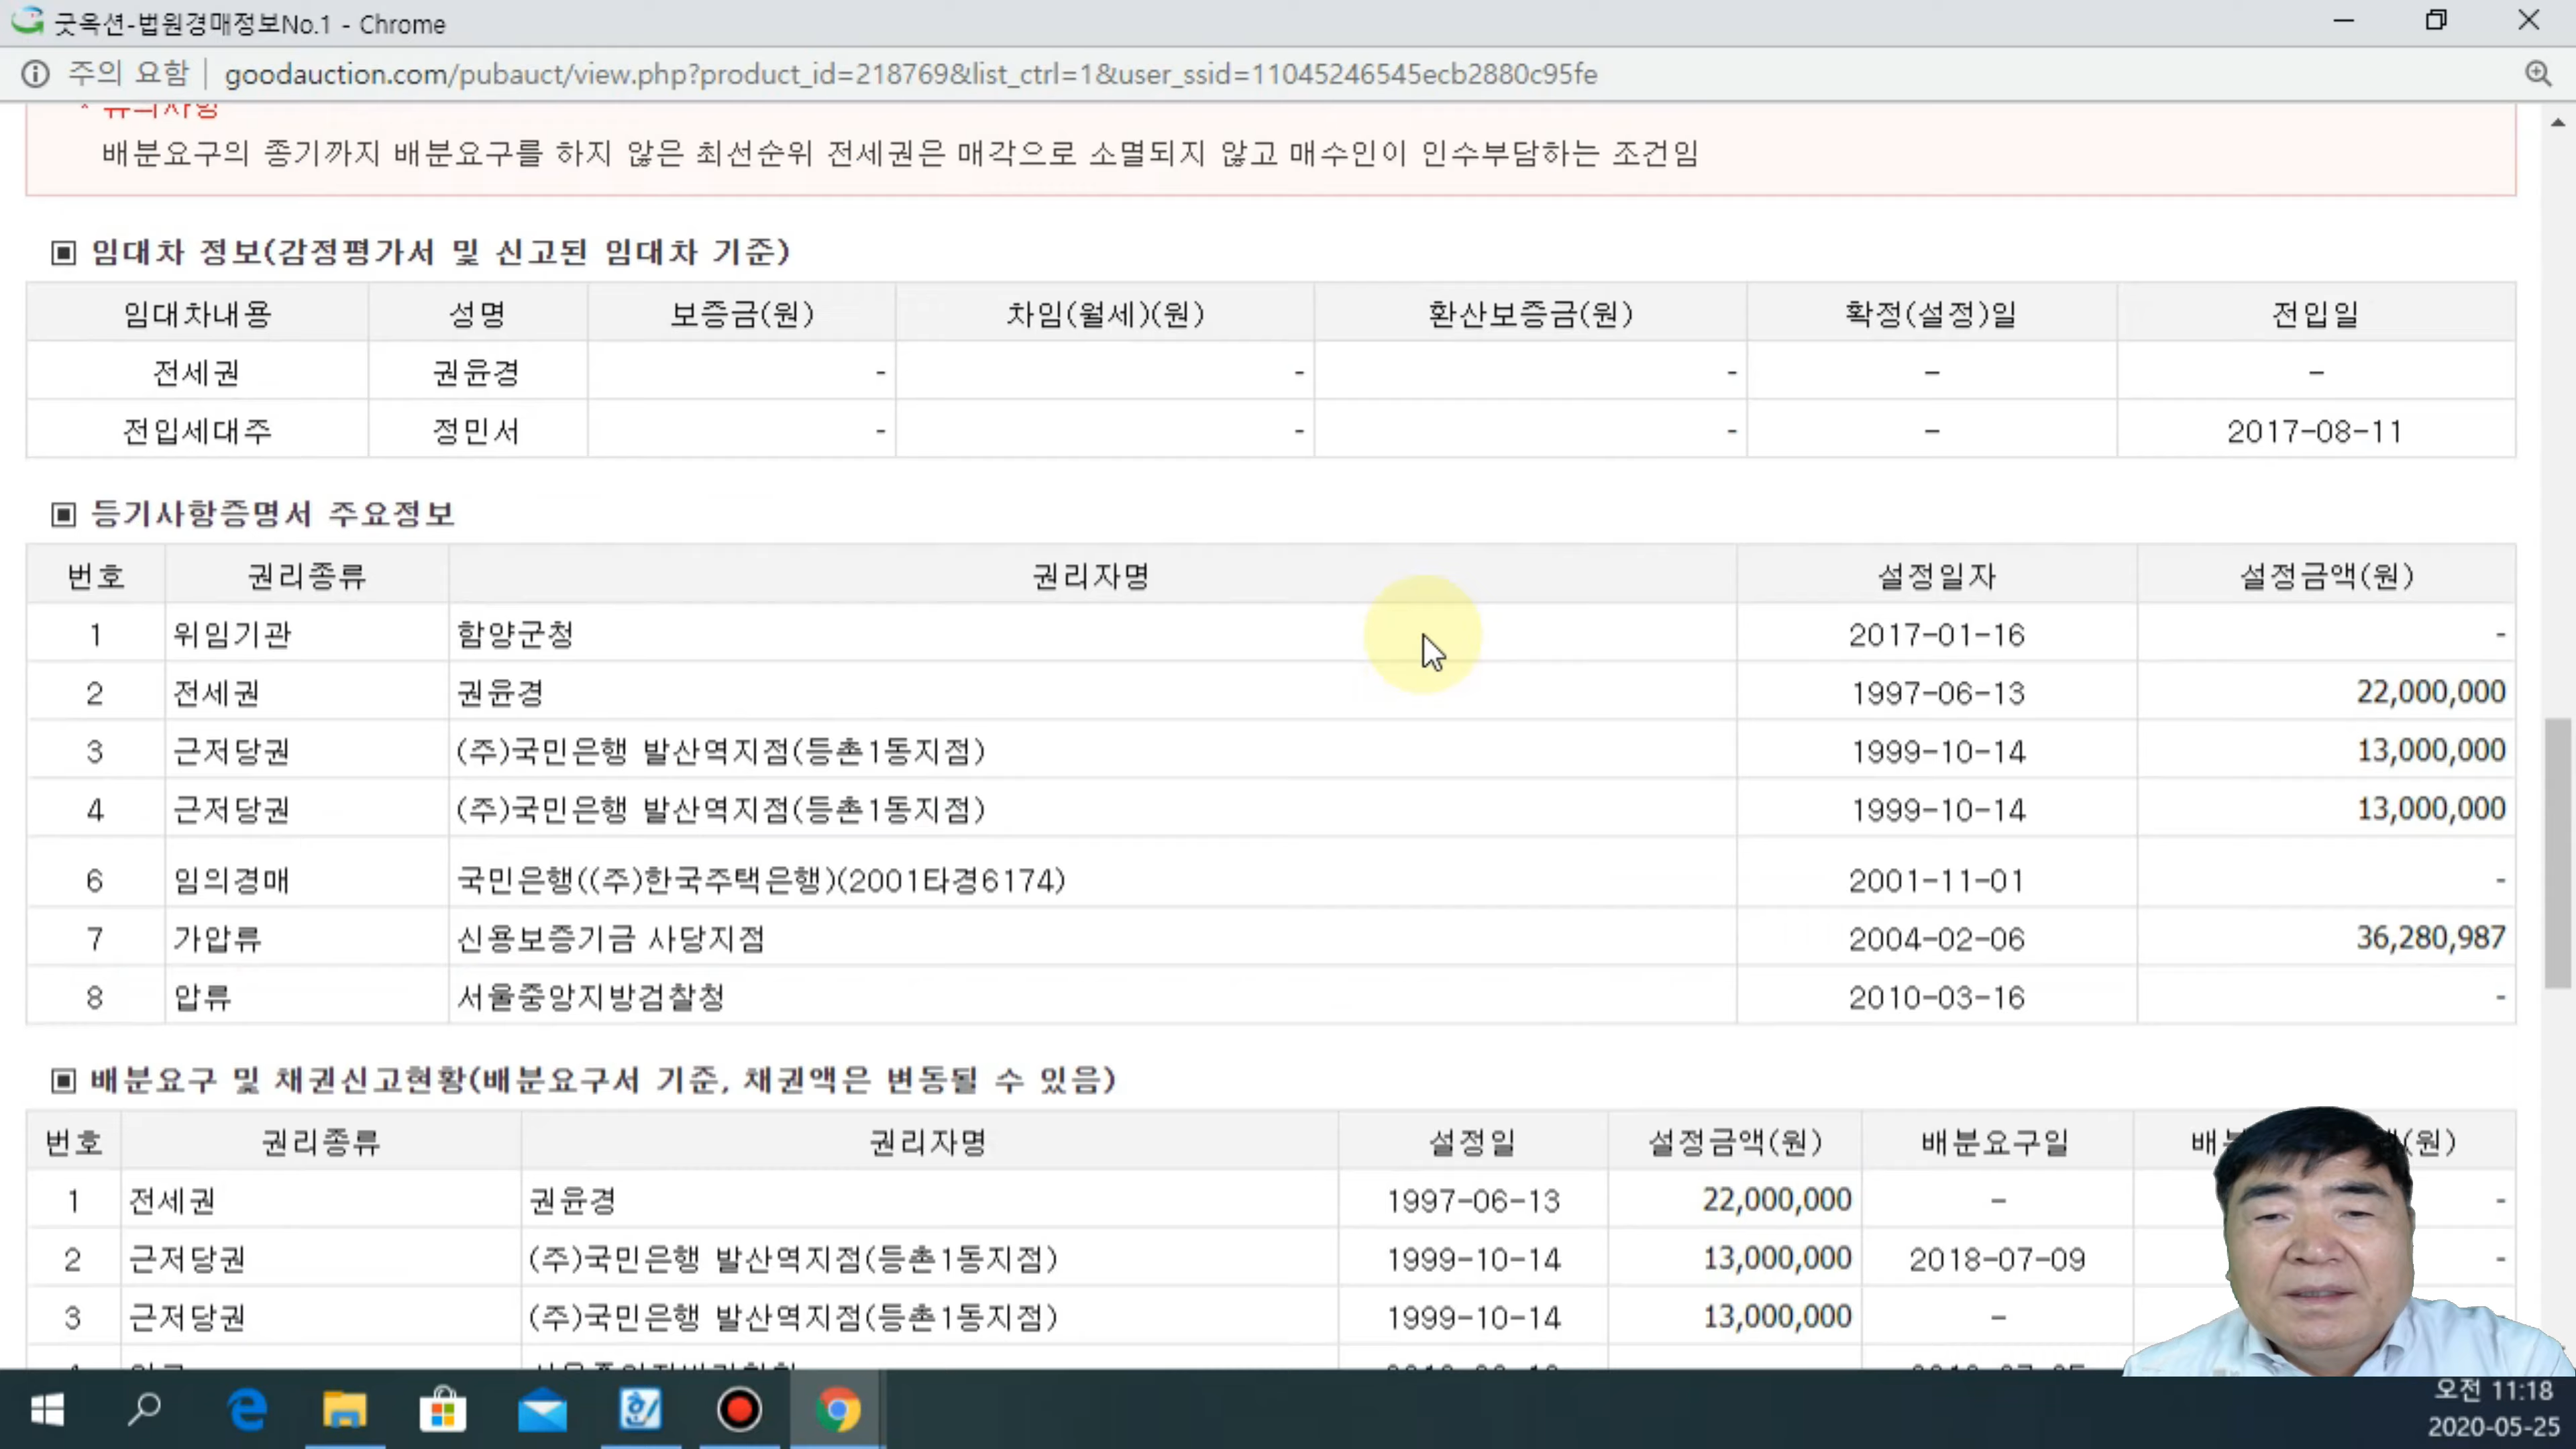 굿옥션-법원경매정보No.1 - Chrome
주의 요함 | goodauction.com/pubauct/view.php?product_id=218769&list_ctrl=1&user_ssid=11045246545ecb2880c95fe
* 유의사항
배분요구의 종기까지 배분요구를 하지 않은 최선순위 전세권은 매각으로 소멸되지 않고 매수인이 인수부담하는 조건임
▣ 임대차 정보(감정평가서 및 신고된 임대차 기준)
임대차내용 성명 보증금(원) 차임(월세)(원) 환산보증금(원) 확정(설정)일 전입일
전세권 권윤경 - - - - -
전입세대주 정민서 - - - - 2017-08-11
▣ 등기사항증명서 주요정보
번호 권리종류 권리자명 설정일자 설정금액(원)
1 위임기관 함양군청 2017-01-16 -
2 전세권 권윤경 1997-06-13 22,000,000
3 근저당권 (주)국민은행 발산역지점(등촌1동지점) 1999-10-14 13,000,000
4 근저당권 (주)국민은행 발산역지점(등촌1동지점) 1999-10-14 13,000,000
6 임의경매 국민은행((주)한국주택은행)(2001타경6174) 2001-11-01 -
7 가압류 신용보증기금 사당지점 2004-02-06 36,280,987
8 압류 서울중앙지방검찰청 2010-03-16 -
▣ 배분요구 및 채권신고현황(배분요구서 기준, 채권액은 변동될 수 있음)
번호 권리종류 권리자명 설정일 설정금액(원) 배분요구일 (원)
1 전세권 권윤경 1997-06-13 22,000,000 - -
2 근저당권 (주)국민은행 발산역지점(등촌1동지점) 1999-10-14 13,000,000 2018-07-09 -
3 근저당권 (주)국민은행 발산역지점(등촌1동지점) 1999-10-14 13,000,000 -
오전 11:18
2020-05-25